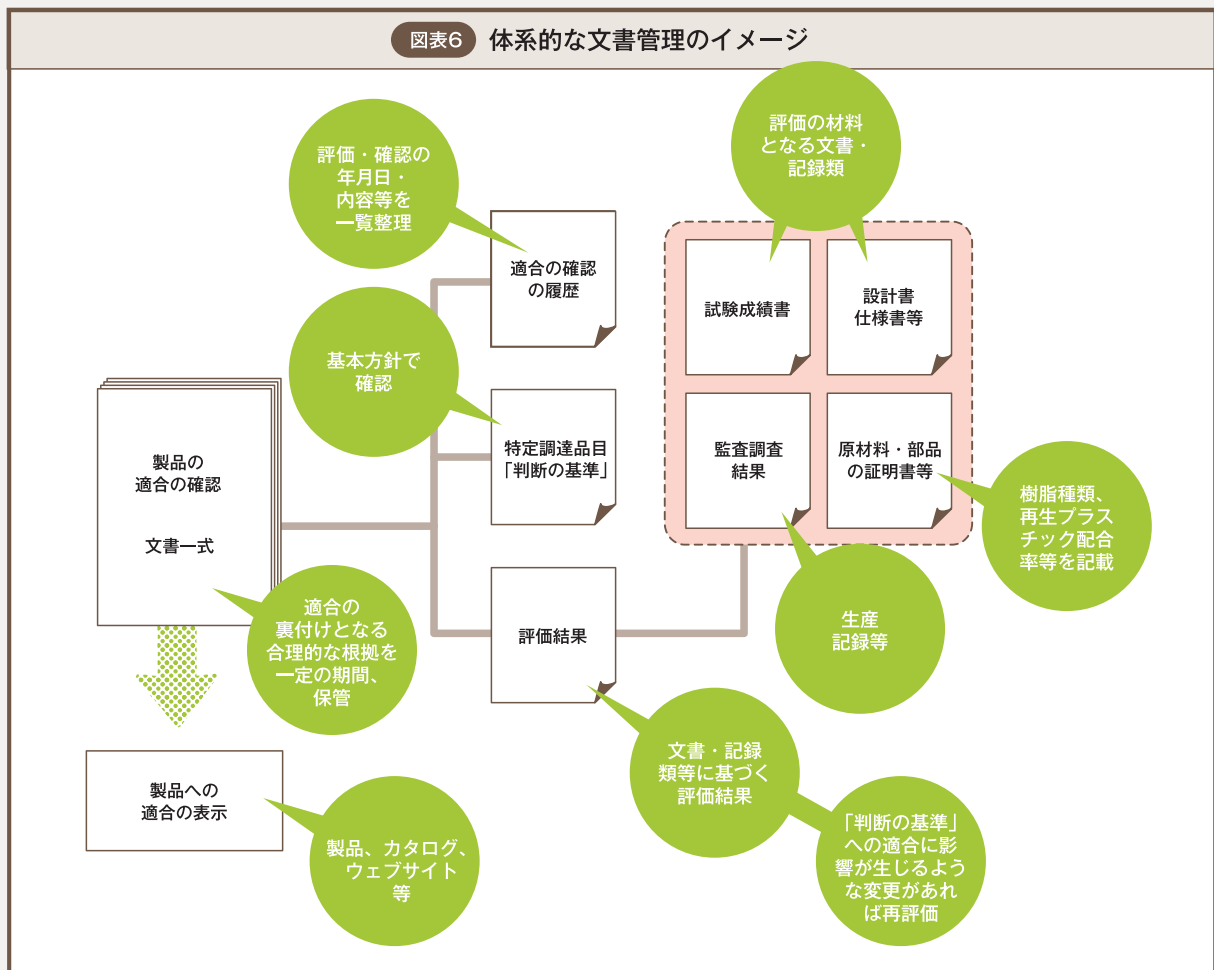 図表6 体系的な文書管理のイメージ
評価・確認の
年月日・
内容等を
一覧整理
評価の材料
となる文書・
記録類
適合の確認
の履歴
試験成績書
設計書
仕様書等
基本方針で
確認
特定調達品目
「判断の基準」
監査調査
結果
原材料・部品
の証明書等
製品の
適合の確認
文書一式
樹脂種類、
再生プラス
チック配合
率等を記載
適合の
裏付けとなる
合理的な根拠を
一定の期間、
保管
評価結果
生産
記録等
文書・記録
類等に基づく
評価結果
製品への
適合の表示
製品、カタログ、
ウェブサイト
等
「判断の基準」
への適合に影
響が生じるよう
な変更があれ
ば再評価